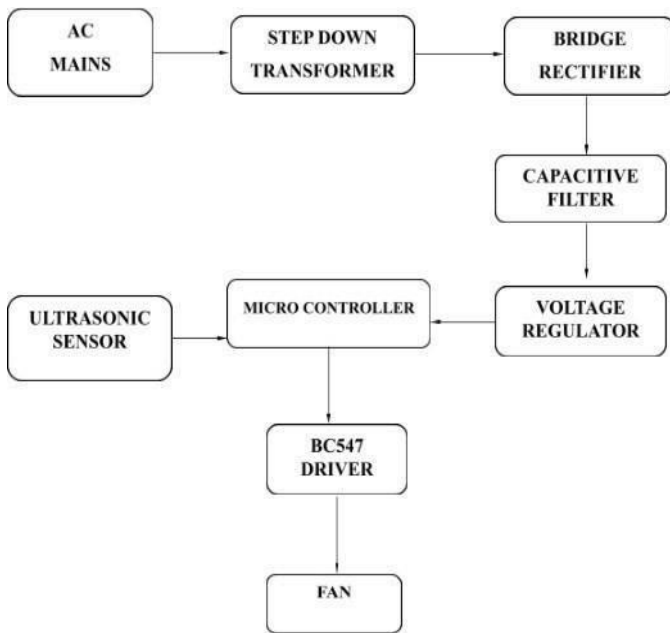 AC
MAINS
STEP DOWN
TRANSFORMER
BRIDGE
RECTIFIER
CAPACITIVE
FILTER
ULTRASONIC
SENSOR
MICRO CONTROLLER
VOLTAGE
REGULATOR
BC547
DRIVER
FAN